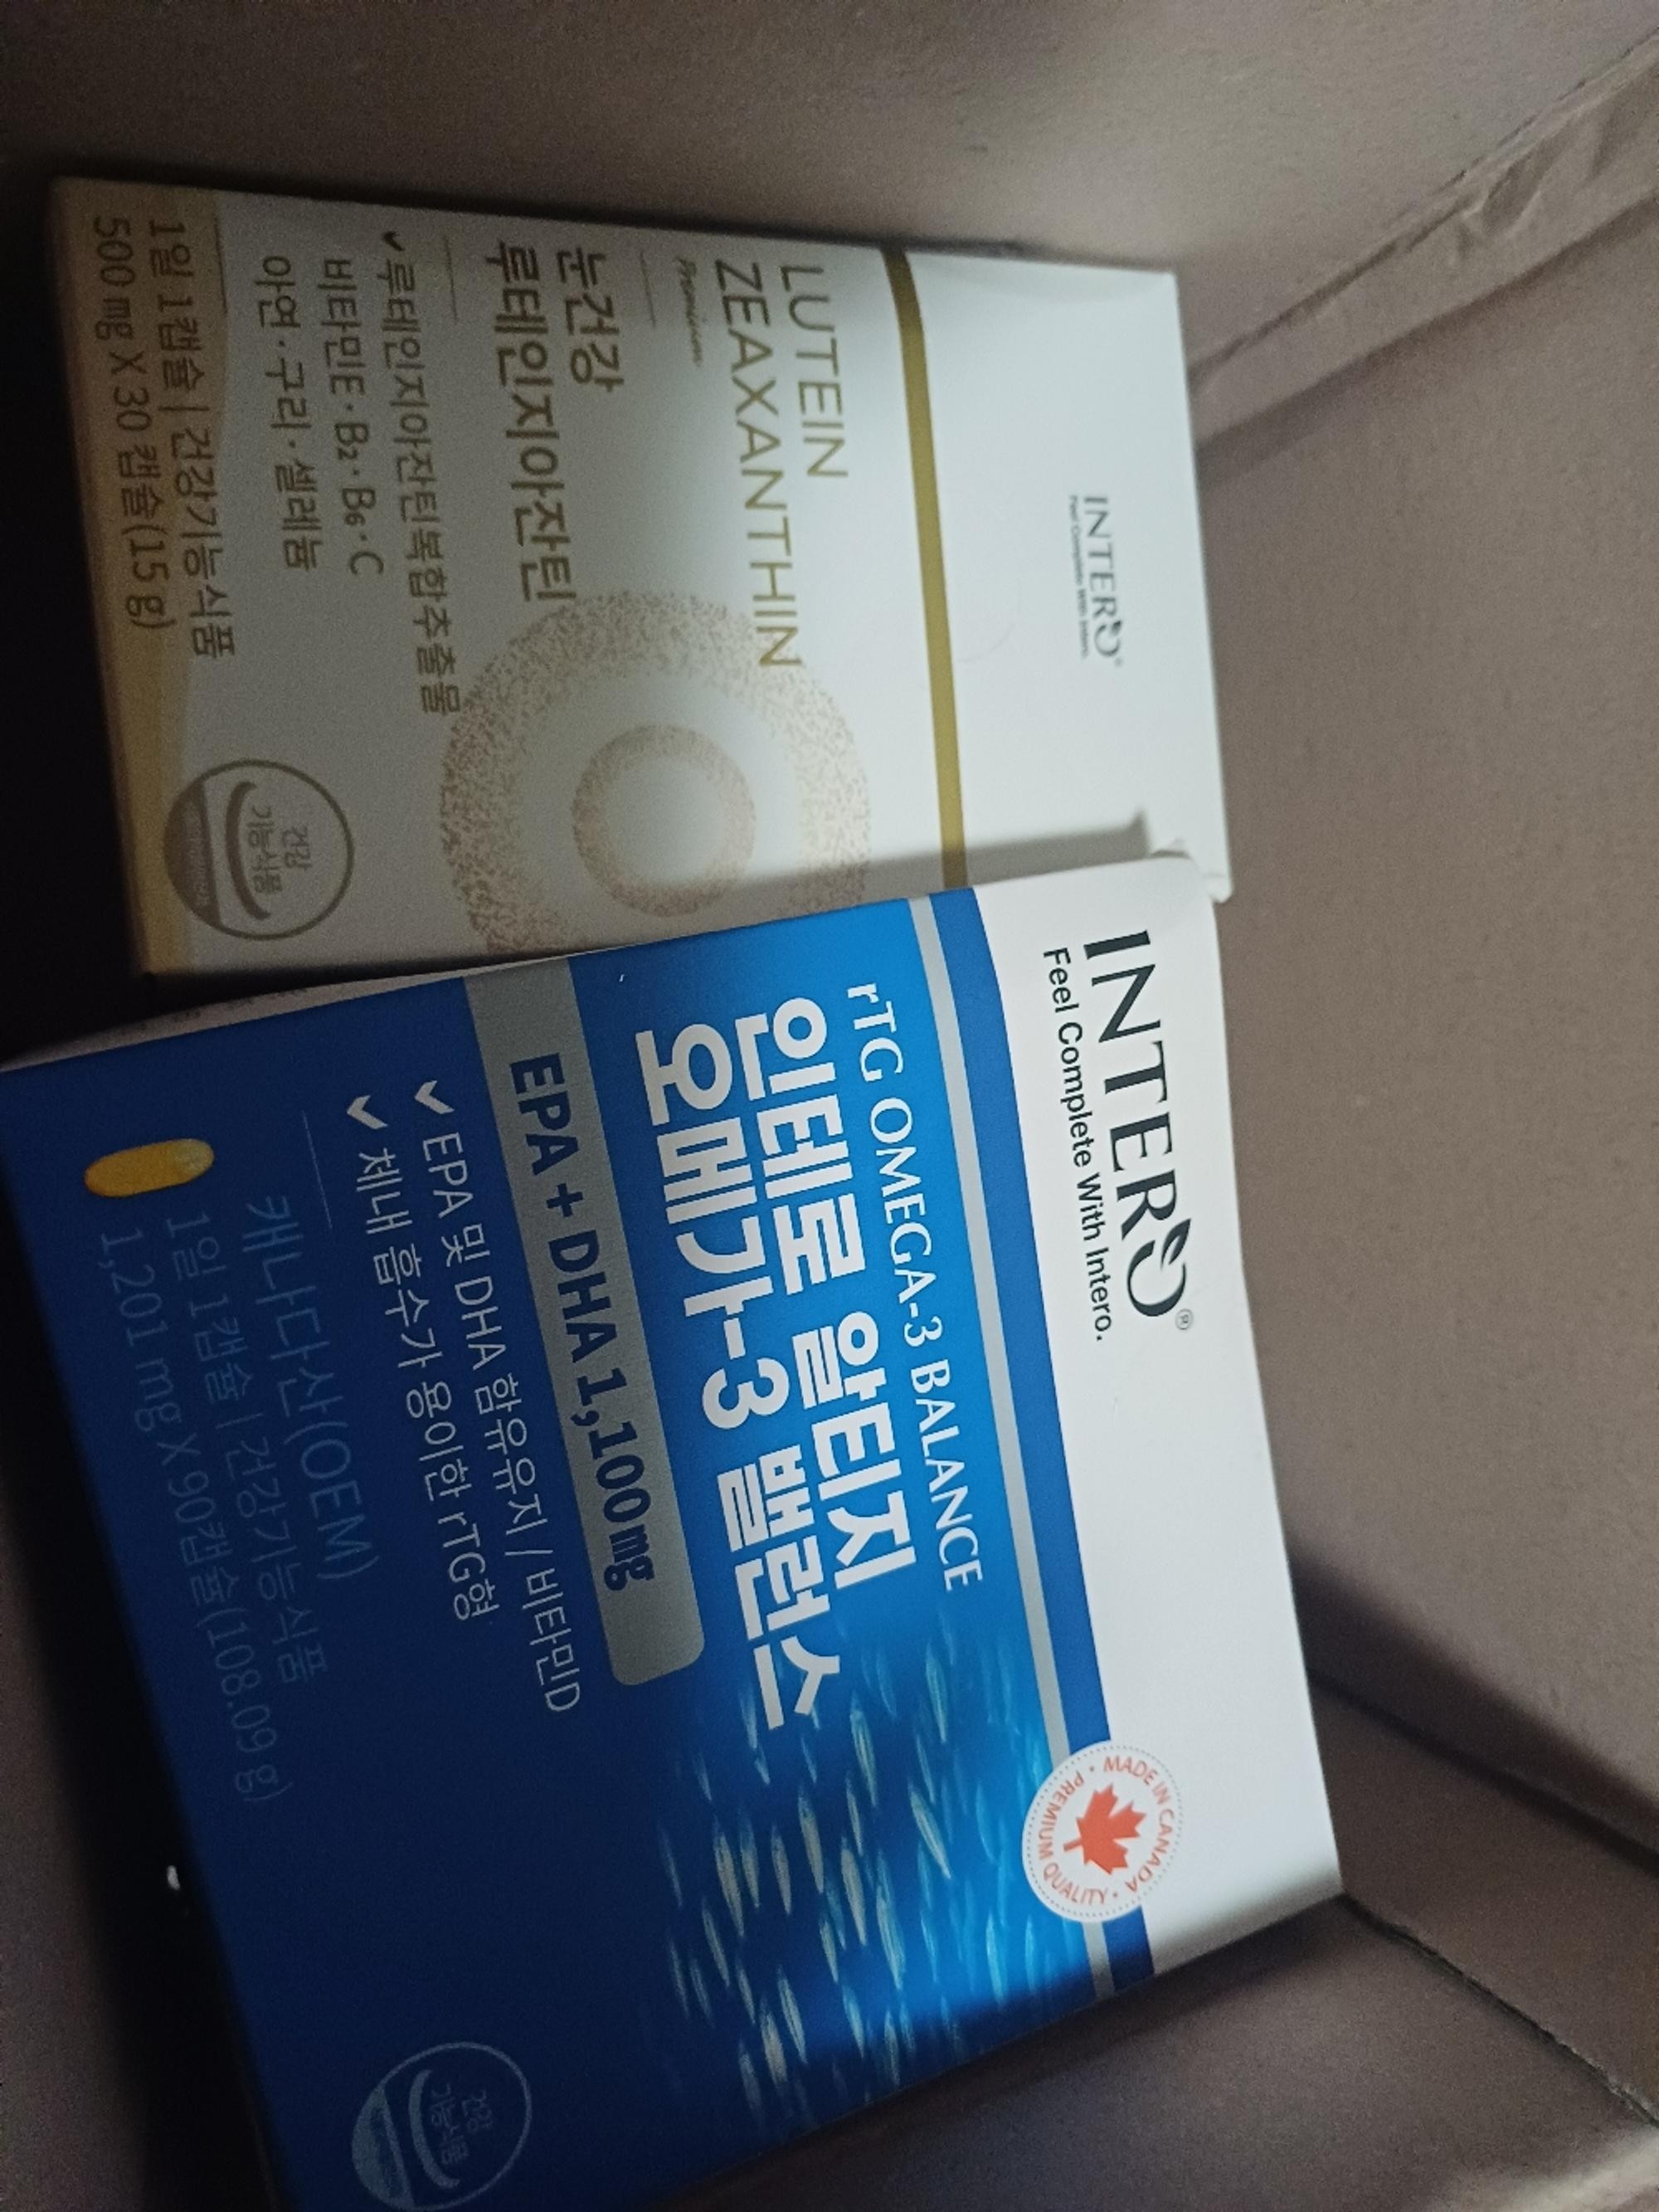 INTERO®
Feel Complete With Intero.
LUTEIN
ZEAXANTHIN
Premium
눈건강
루테인지아잔틴
루테인지아잔틴복합추출물
비타민E·B₂·B₆·C
아연·구리·셀레늄
1일 1캡슐 | 건강기능식품
500 mg X 30 캡슐(15 g)
건강
기능식품
INTERO®
Feel Complete With Intero.
MADE IN CANADA · PREMIUM QUALITY ·
rTG OMEGA-3 BALANCE
인테로 알티지
오메가-3 밸런스
EPA + DHA 1,100mg
EPA 및 DHA 함유유지 / 비타민D
체내 흡수가 용이한 rTG형
캐나다산(OEM)
1일 1캡슐 | 건강기능식품
1,201 mg X 90캡슐(108.09 g)
건강
기능식품